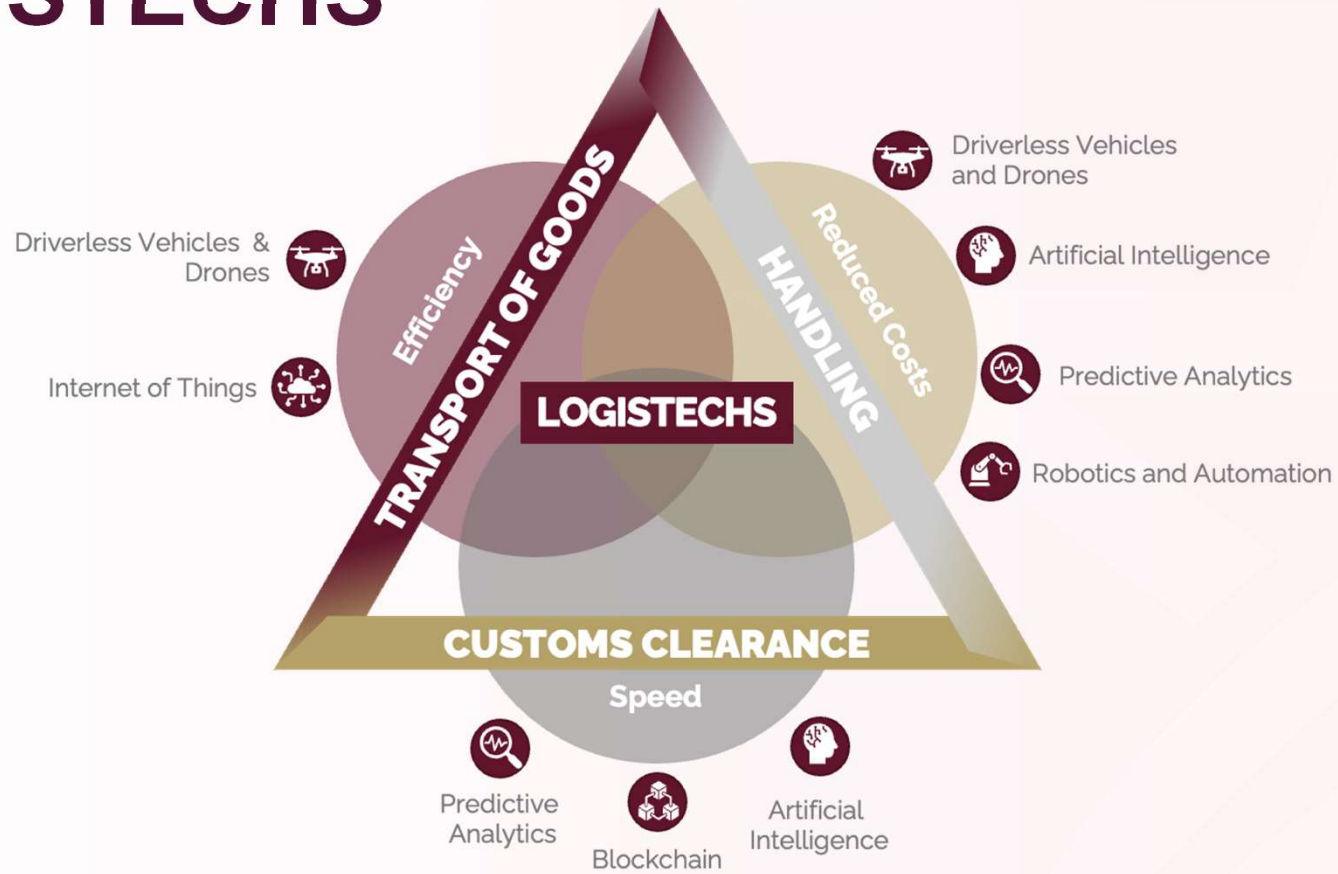 STECHS
Driverless Vehicles &
Drones
Internet of Things
Efficiency
TRANSPORT OF GOODS
LOGISTECHS
HANDLING
Reduced Costs
Driverless Vehicles
and Drones
Artificial Intelligence
Predictive Analytics
Robotics and Automation
CUSTOMS CLEARANCE
Speed
Predictive
Analytics
Blockchain
Artificial
Intelligence